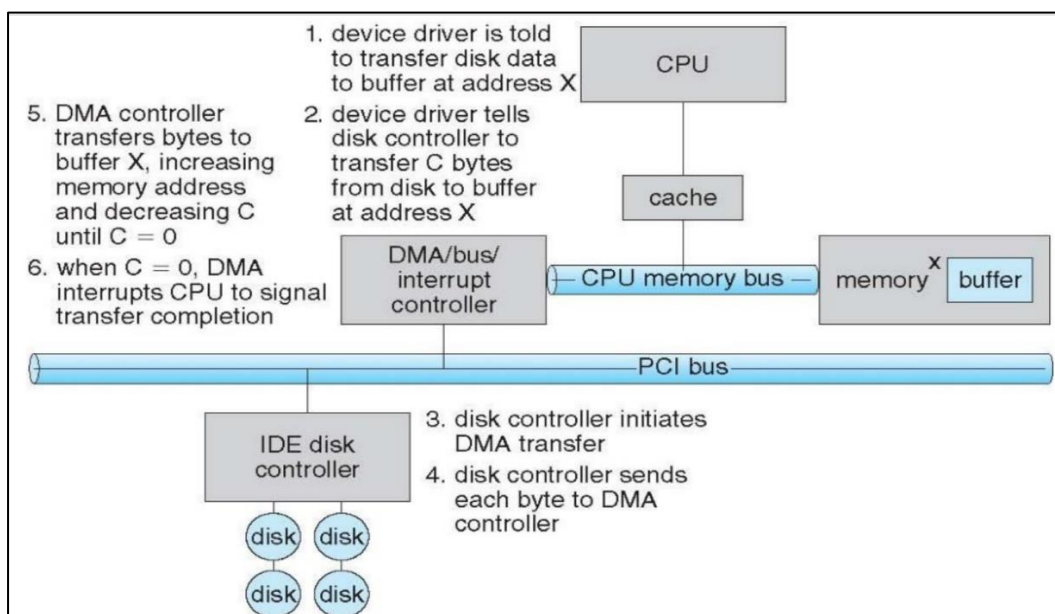 1. device driver is told
to transfer disk data
to buffer at address X
2. device driver tells
disk controller to
transfer C bytes
from disk to buffer
at address X
5. DMA controller
transfers bytes to
buffer X, increasing
memory address
and decreasing C
until C = 0
6. when C = 0, DMA
interrupts CPU to signal
transfer completion
CPU
cache
DMA/bus/
interrupt
controller
CPU memory bus
memory
X
buffer
PCI bus
IDE disk
controller
3. disk controller initiates
DMA transfer
4. disk controller sends
each byte to DMA
controller
disk
disk
disk
disk